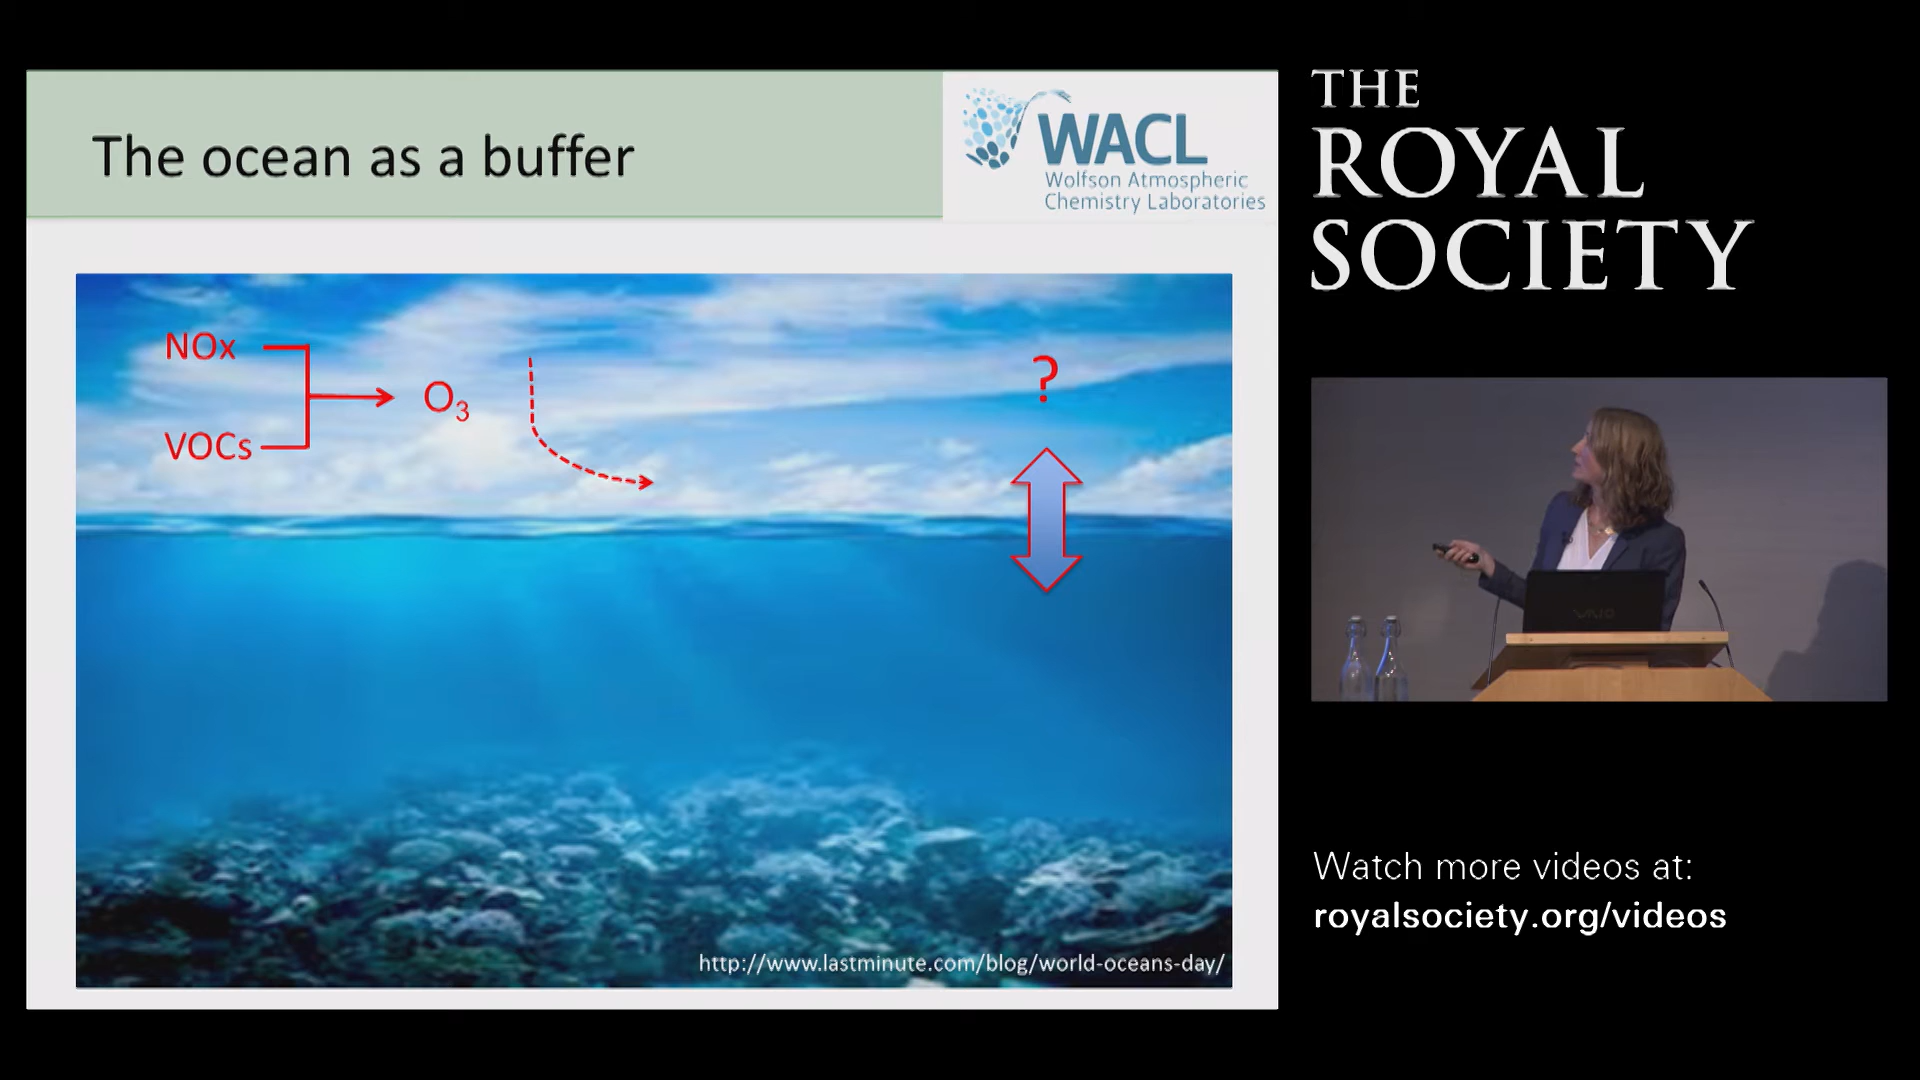 The ocean as a buffer
WACL
Wolfson Atmospheric
Chemistry Laboratories
NOx
VOCs
O₃
?
http://www.lastminute.com/blog/world-oceans-day/
THE
ROYAL
SOCIETY
VAIO
Watch more videos at:
royalsociety.org/videos